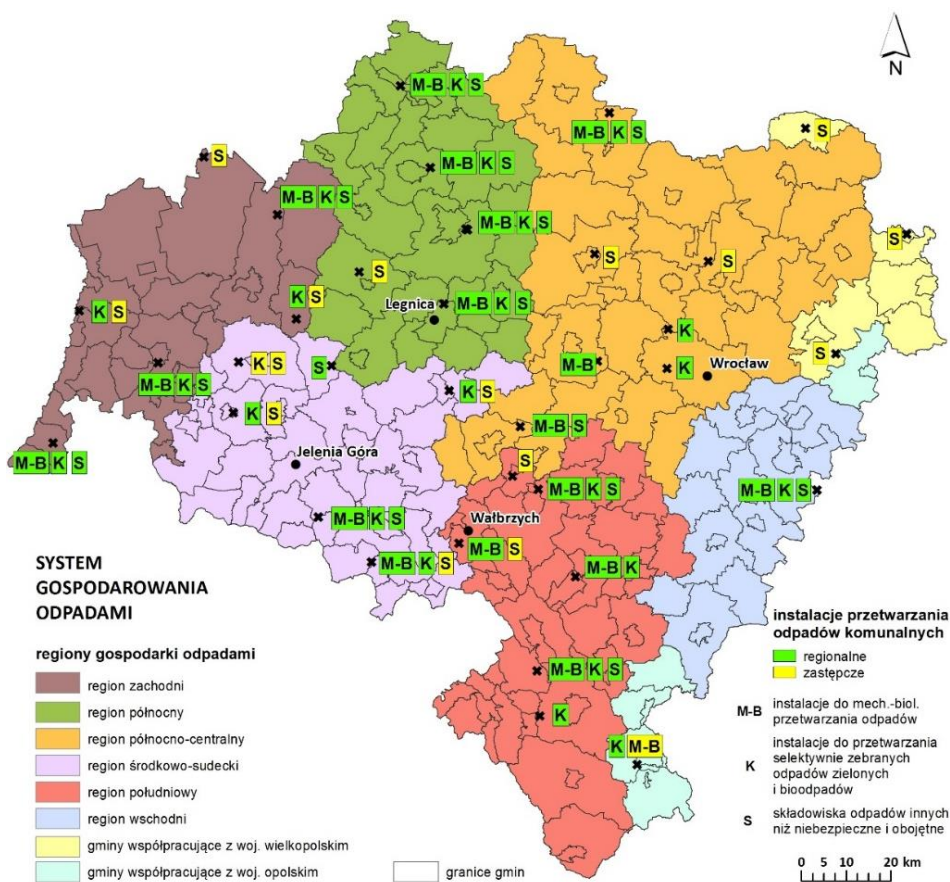 N
M-B K S
M-B K S
S
S
M-B K S
M-B K S
M-B K S
S
S
S
S
K S
K S
M-B K S
Legnica
K
K S
S
K S
M-B
K
Wrocław
S
M-B K S
K S
M-B S
M-B K S
Jelenia Góra
S
M-B K S
M-B K S
M-B K S
Wałbrzych
M-B S
M-B K S
M-B K
M-B K S
K
K M-B
SYSTEM
GOSPODAROWANIA
ODPADAMI
regiony gospodarki odpadami
region zachodni
region północny
region północno-centralny
region środkowo-sudecki
region południowy
region wschodni
gminy współpracujące z woj. wielkopolskim
gminy współpracujące z woj. opolskim
granice gmin
instalacje przetwarzania
odpadów komunalnych
regionalne
zastępcze
M-B instalacje do mech.-biol.
przetwarzania odpadów
instalacje do przetwarzania
K selektywnie zebranych
odpadów zielonych
i bioodpadów
S składowiska odpadów innych
niż niebezpieczne i obojętne
0 5 10 20 km